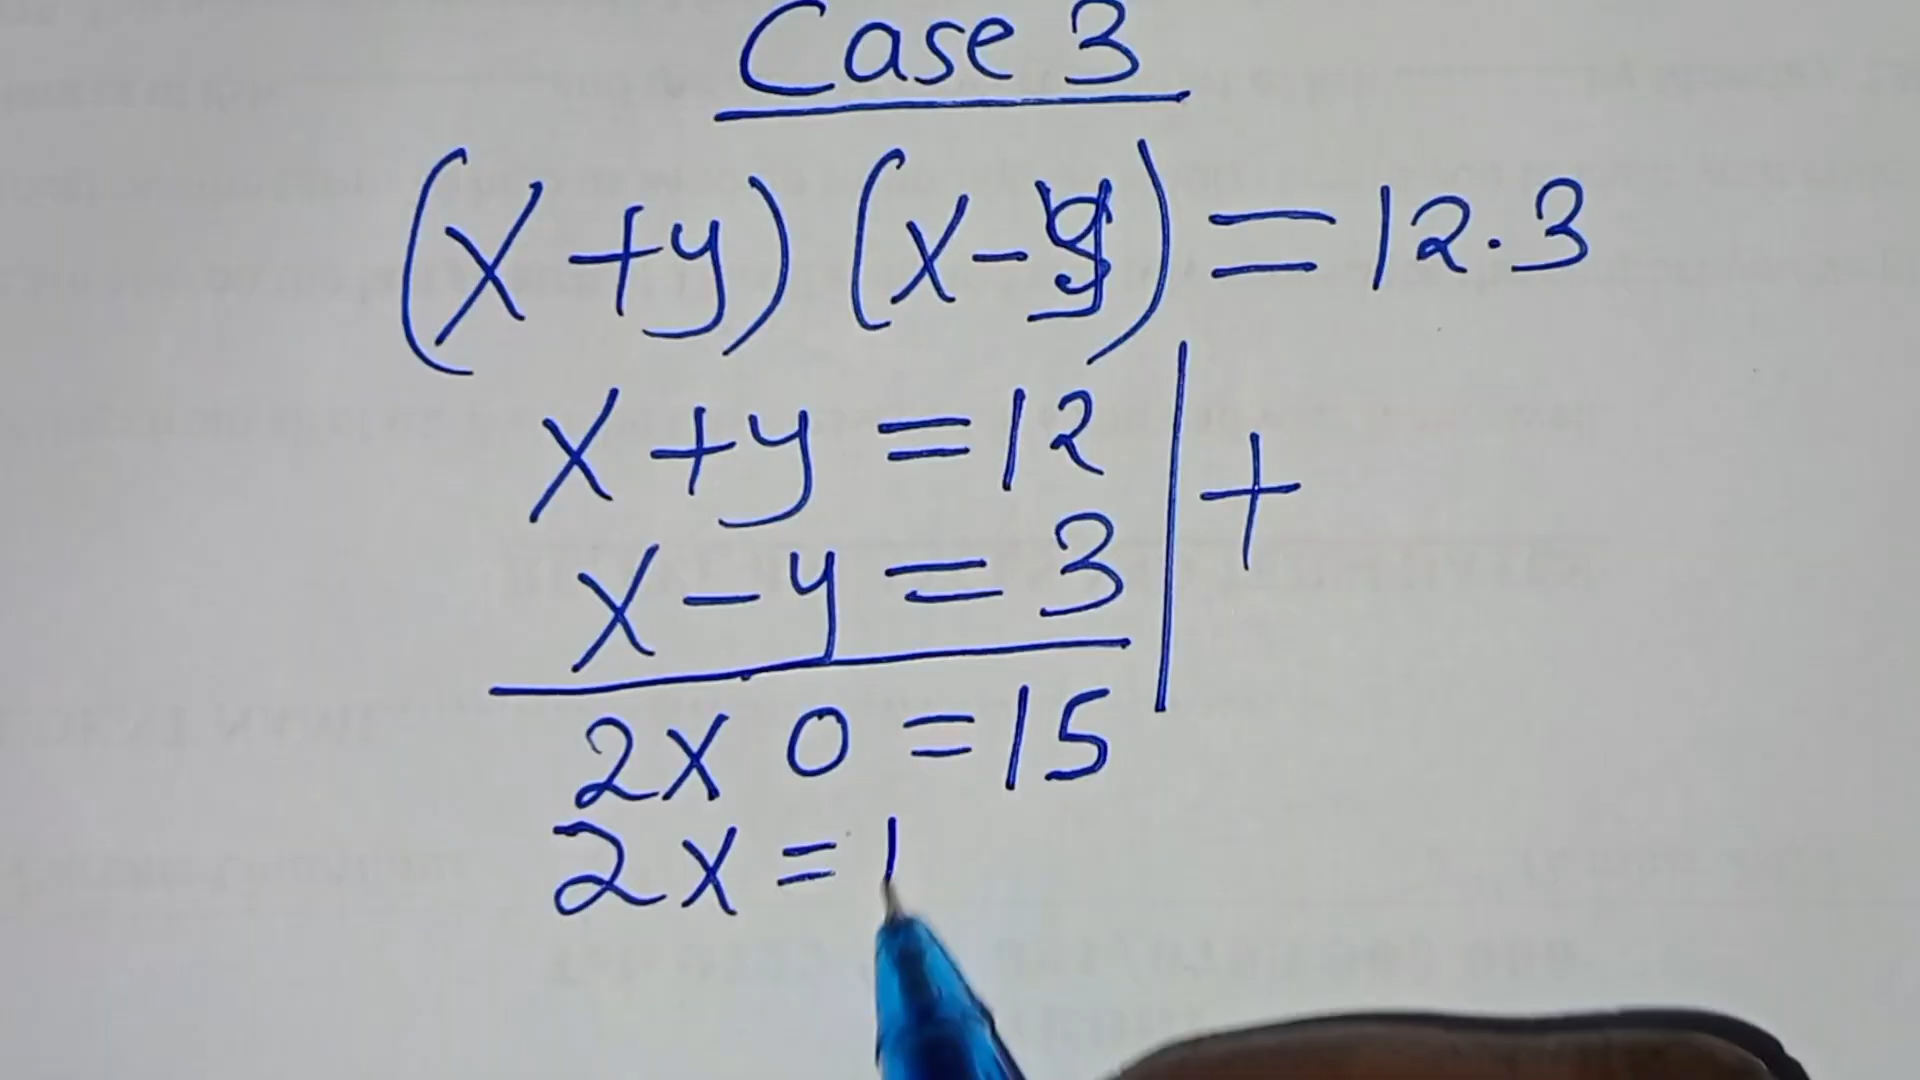 Case 3
(x+y)(x-y)=12.3
x+y=12
x-y=3
+
2x 0=15
2x=1